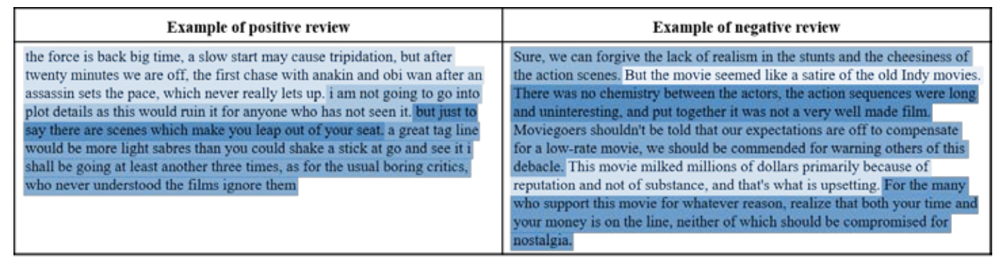 Example of positive review
the force is back big time, a slow start may cause tripidation, but after
twenty minutes we are off, the first chase with anakin and obi wan after an
assassin sets the pace, which never really lets up. i am not going to go into
plot details as this would ruin it for anyone who has not seen it. but just to
say there are scenes which make you leap out of your seat. a great tag line
would be more light sabres than you could shake a stick at go and see it i
shall be going at least another three times, as for the usual boring critics,
who never understood the films ignore them
Example of negative review
Sure, we can forgive the lack of realism in the stunts and the cheesiness of
the action scenes. But the movie seemed like a satire of the old Indy movies.
There was no chemistry between the actors, the action sequences were long
and uninteresting, and put together it was not a very well made film.
Moviegoers shouldn't be told that our expectations are off to compensate
for a low-rate movie, we should be commended for warning others of this
debacle. This movie milked millions of dollars primarily because of
reputation and not of substance, and that's what is upsetting. For the many
who support this movie for whatever reason, realize that both your time and
your money is on the line, neither of which should be compromised for
nostalgia.